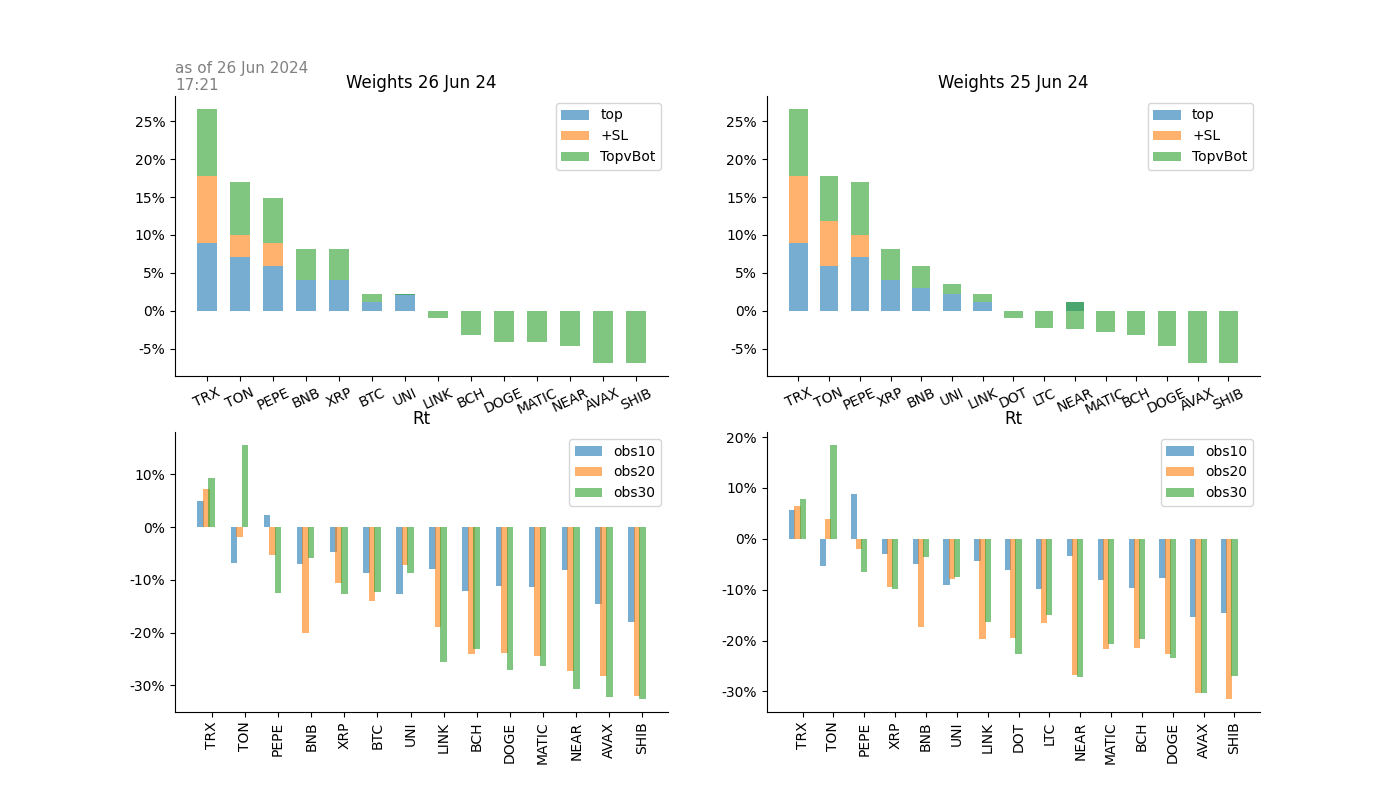 as of 26 Jun 2024
17:21
Weights 26 Jun 24
25%
20%
15%
10%
5%
0%
-5%
top
+SL
TopvBot
TRX TON PEPE BNB XRP BTC UNI LINK BCH DOGE MATIC NEAR AVAX SHIB
Weights 25 Jun 24
25%
20%
15%
10%
5%
0%
-5%
top
+SL
TopvBot
TRX TON PEPE XRP BNB UNI LINK DOT LTC NEAR MATIC BCH DOGE AVAX SHIB
Rt
10%
0%
-10%
-20%
-30%
obs10
obs20
obs30
TRX TON PEPE BNB XRP BTC UNI LINK BCH DOGE MATIC NEAR AVAX SHIB
Rt
20%
10%
0%
-10%
-20%
-30%
obs10
obs20
obs30
TRX TON PEPE XRP BNB UNI LINK DOT LTC NEAR MATIC BCH DOGE AVAX SHIB